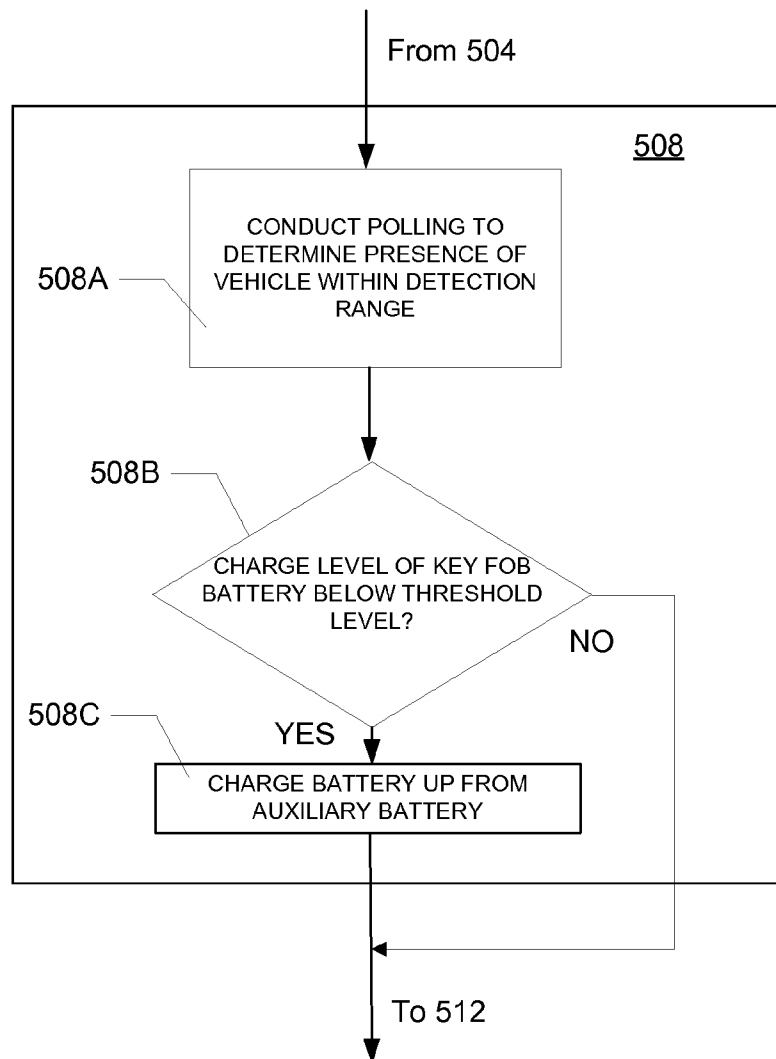 From 504
508
CONDUCT POLLING TO
DETERMINE PRESENCE OF
VEHICLE WITHIN DETECTION
RANGE
508A
508B
CHARGE LEVEL OF KEY FOB
BATTERY BELOW THRESHOLD
LEVEL?
NO
508C
YES
CHARGE BATTERY UP FROM
AUXILIARY BATTERY
To 512